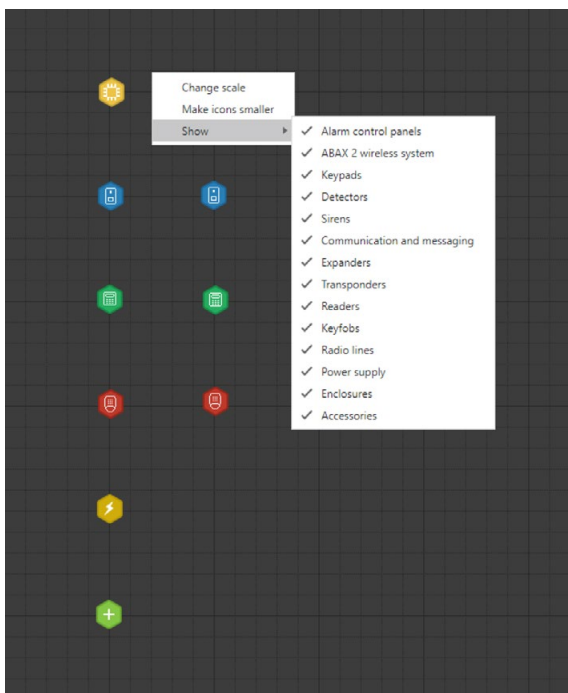 Change scale
Make icons smaller
Show
Alarm control panels
ABAX 2 wireless system
Keypads
Detectors
Sirens
Communication and messaging
Expanders
Transponders
Readers
Keyfobs
Radio lines
Power supply
Enclosures
Accessories